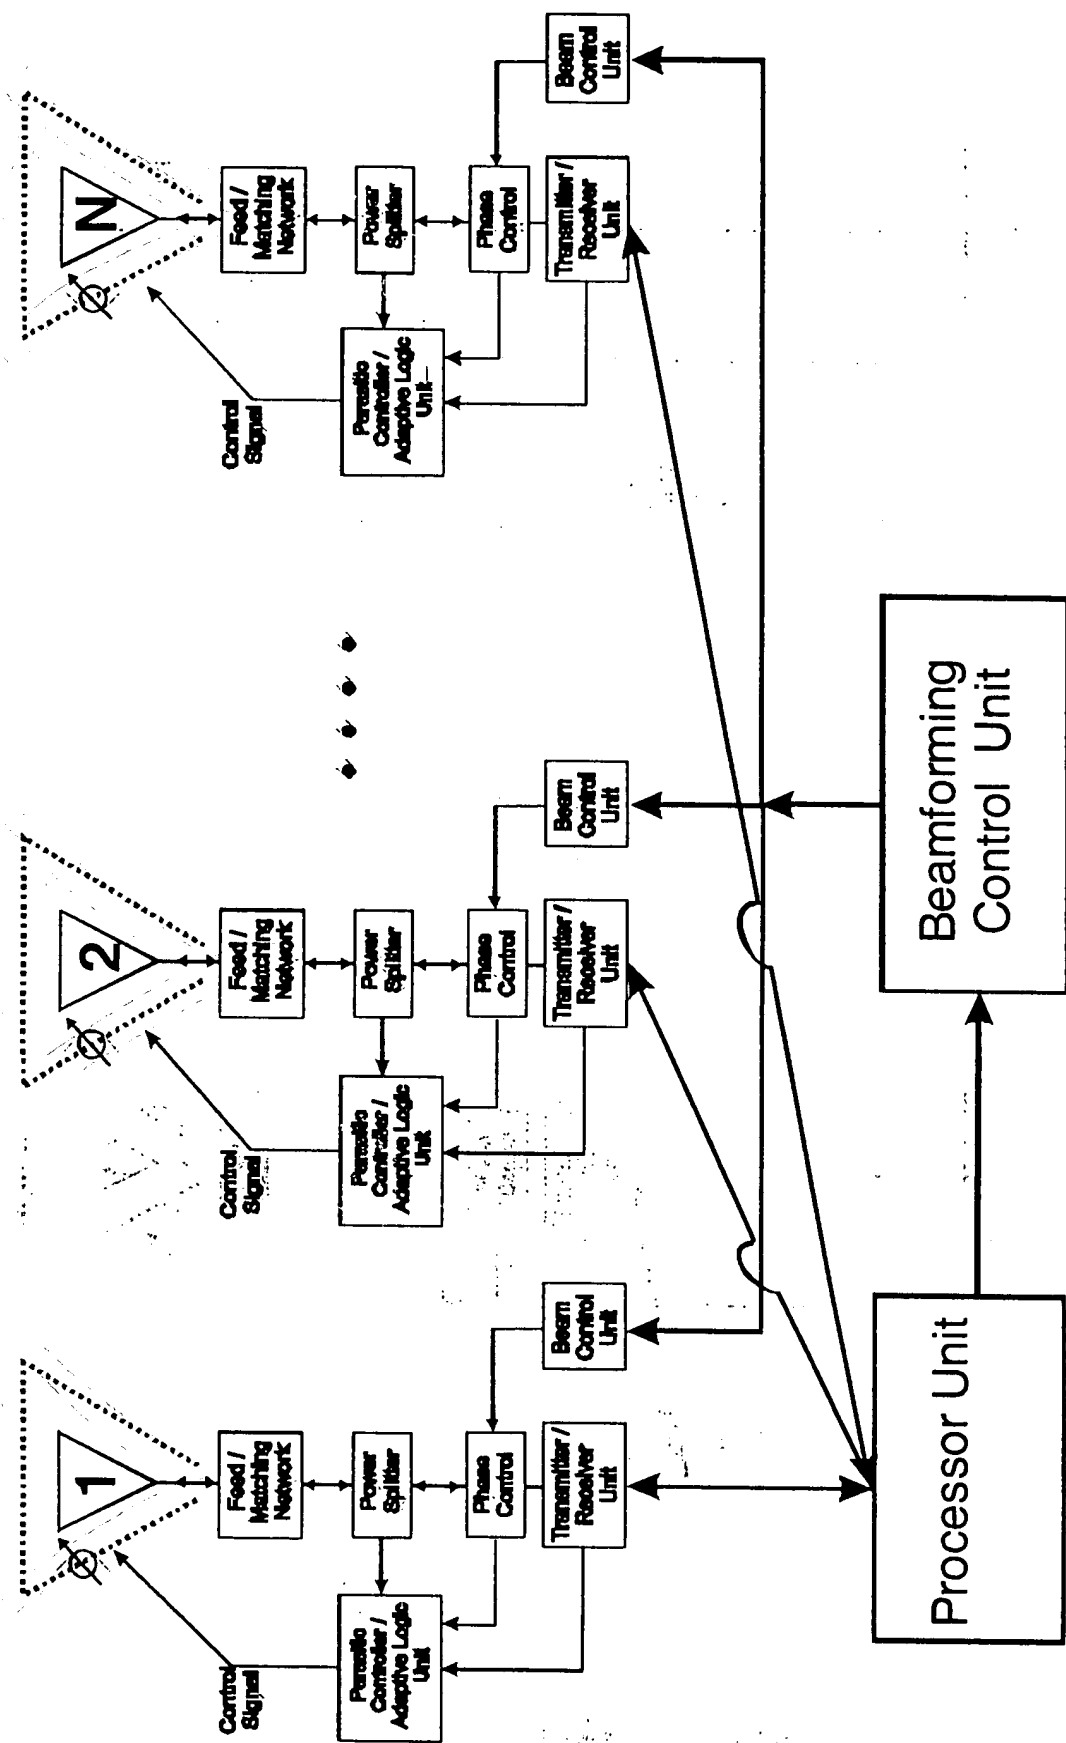 1
Feed /
Matching
Network
Power
Splitter
Phase
Control
Transmitter /
Receiver
Unit
Beam
Control
Unit
Parasitic
Controller /
Adaptive Logic
Unit
Control
Signal
2
Feed /
Matching
Network
Power
Splitter
Phase
Control
Transmitter /
Receiver
Unit
Beam
Control
Unit
Parasitic
Controller /
Adaptive Logic
Unit
Control
Signal
N
Feed /
Matching
Network
Power
Splitter
Phase
Control
Transmitter /
Receiver
Unit
Beam
Control
Unit
Parasitic
Controller /
Adaptive Logic
Unit
Control
Signal
Processor Unit
Beamforming
Control Unit